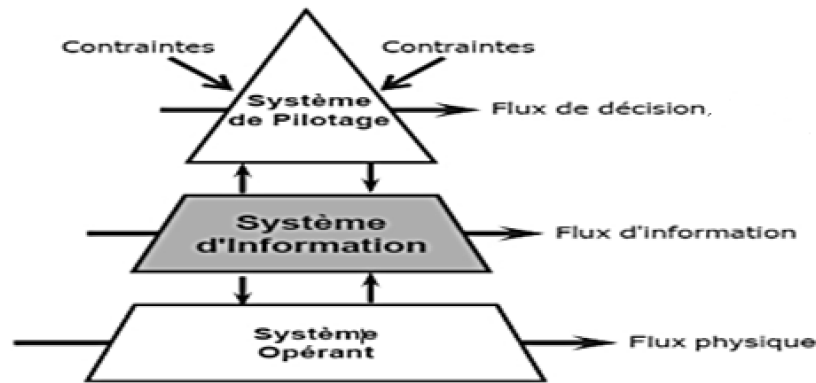 Contraintes
Contraintes
Système
de Pilotage
Flux de décision,
Système
d'Information
Flux d'information
Système
Opérant
Flux physique